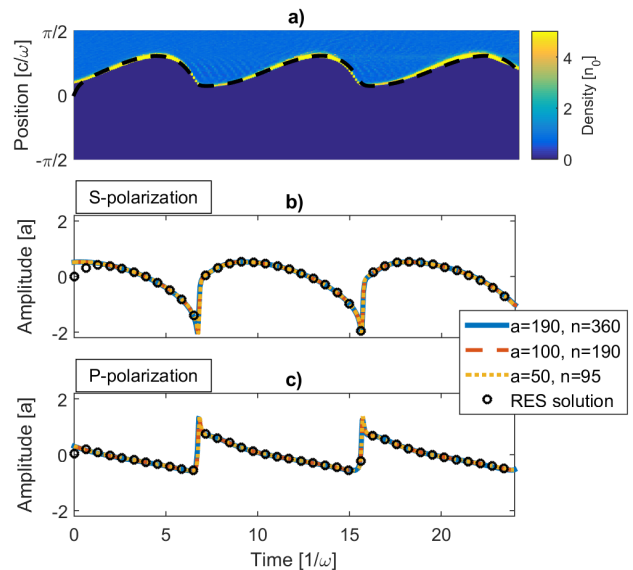 a)
π/2
0
-π/2
Position [c/ω]
4
2
0
Density [n0]
S-polarization
b)
2
0
-2
Amplitude [a]
a=190, n=360
a=100, n=190
a=50, n=95
RES solution
P-polarization
c)
2
0
-2
Amplitude [a]
0
5
10
15
20
Time [1/ω]